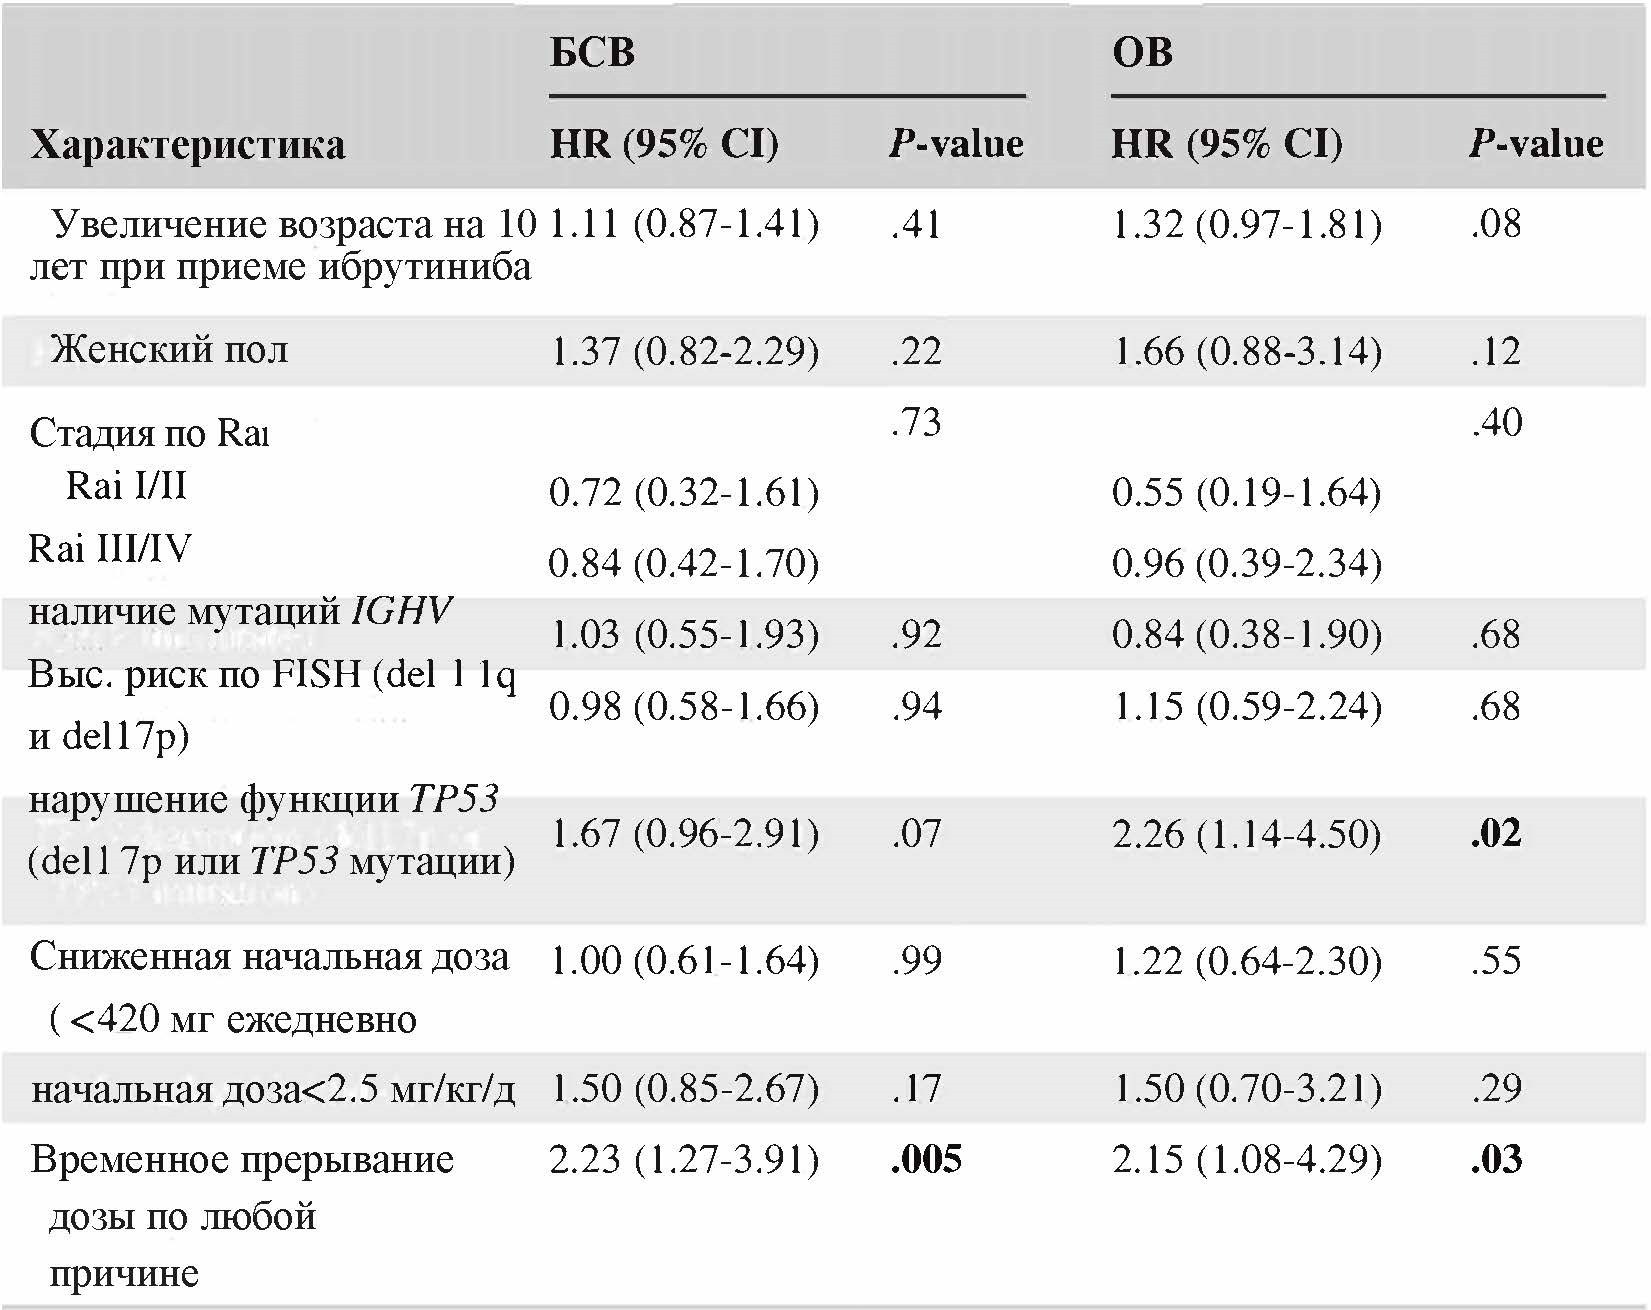 БСВ ОВ
Характеристика HR (95% CI) P-value HR (95% CI) P-value
Увеличение возраста на 10 1.11 (0.87-1.41) .41 1.32 (0.97-1.81) .08
лет при приеме ибрутиниба
Женский пол 1.37 (0.82-2.29) .22 1.66 (0.88-3.14) .12
Стадия по Rai .73 .40
Rai I/II 0.72 (0.32-1.61) 0.55 (0.19-1.64)
Rai III/IV 0.84 (0.42-1.70) 0.96 (0.39-2.34)
наличие мутаций IGHV 1.03 (0.55-1.93) .92 0.84 (0.38-1.90) .68
Выс. риск по FISH (del 11q 0.98 (0.58-1.66) .94 1.15 (0.59-2.24) .68
и del17p)
нарушение функции TP53 1.67 (0.96-2.91) .07 2.26 (1.14-4.50) .02
(del17p или TP53 мутации)
Сниженная начальная доза 1.00 (0.61-1.64) .99 1.22 (0.64-2.30) .55
(<420 мг ежедневно
начальная доза<2.5 мг/кг/д 1.50 (0.85-2.67) .17 1.50 (0.70-3.21) .29
Временное прерывание 2.23 (1.27-3.91) .005 2.15 (1.08-4.29) .03
дозы по любой
причине